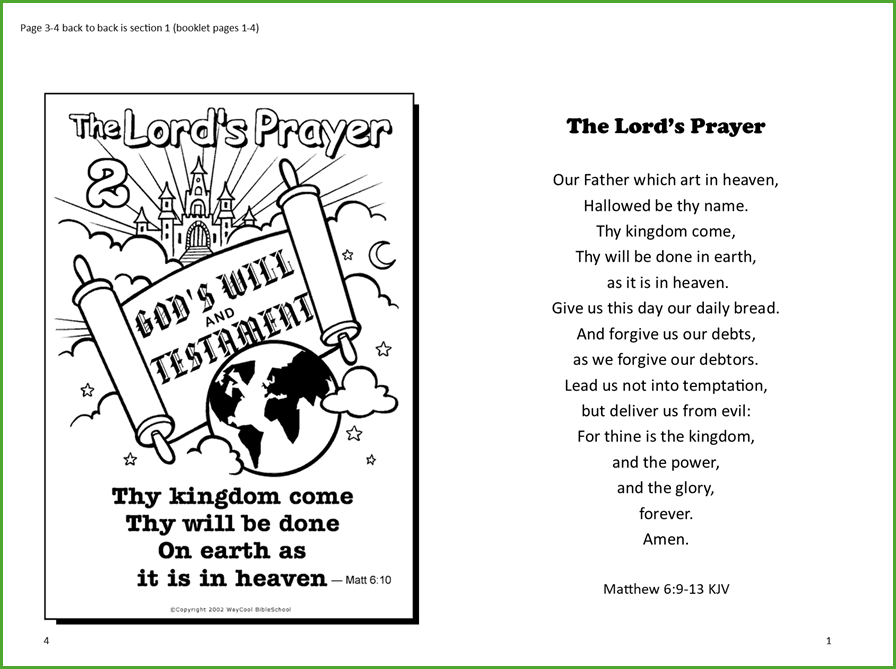 Page 3-4 back to back is section 1 (booklet pages 1-4)
The Lord's Prayer
2
GOD'S WILL
AND
TESTAMENT
Thy kingdom come
Thy will be done
On earth as
it is in heaven — Matt 6:10
©Copyright 2002 WayCool BibleSchool
4
The Lord’s Prayer
Our Father which art in heaven,
Hallowed be thy name.
Thy kingdom come,
Thy will be done in earth,
as it is in heaven.
Give us this day our daily bread.
And forgive us our debts,
as we forgive our debtors.
Lead us not into temptation,
but deliver us from evil:
For thine is the kingdom,
and the power,
and the glory,
forever.
Amen.
Matthew 6:9-13 KJV
1